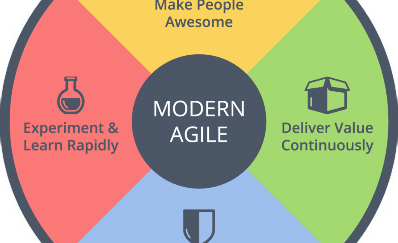 Make People
Awesome
Experiment &
Learn Rapidly
MODERN
AGILE
Deliver Value
Continuously